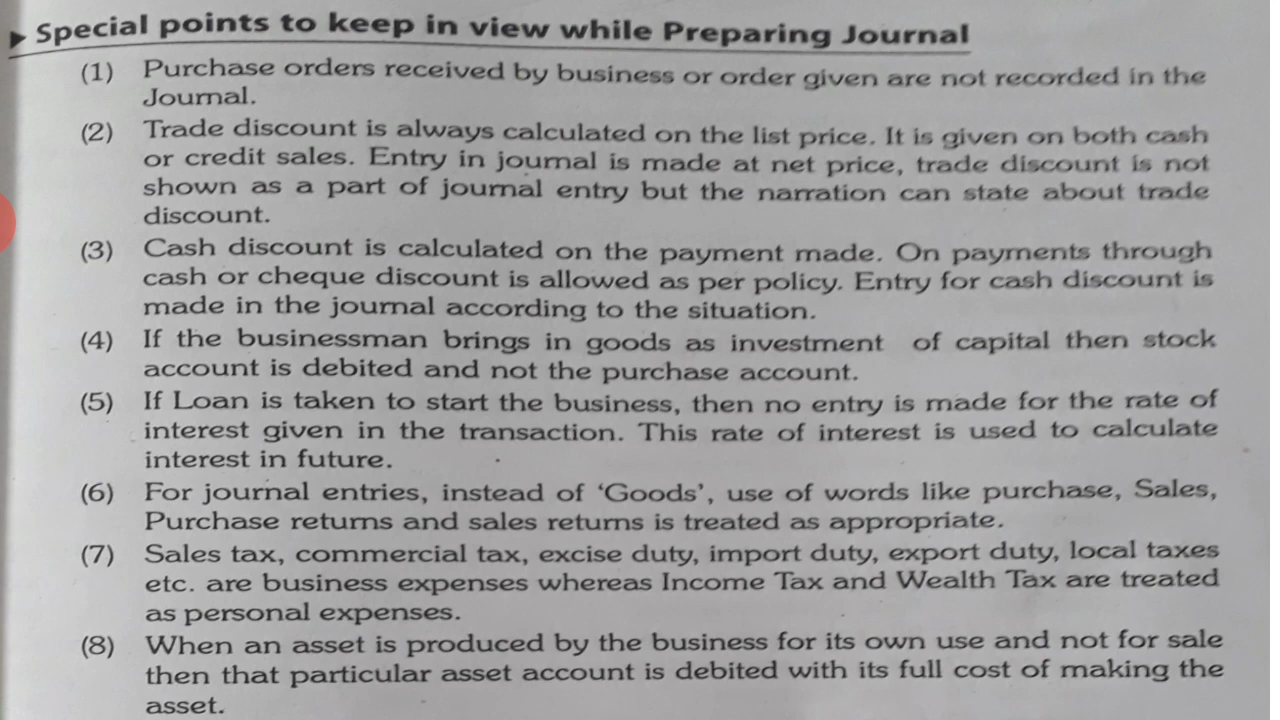 ▶ Special points to keep in view while Preparing Journal
(1) Purchase orders received by business or order given are not recorded in the
Journal.
(2) Trade discount is always calculated on the list price. It is given on both cash
or credit sales. Entry in journal is made at net price, trade discount is not
shown as a part of journal entry but the narration can state about trade
discount.
(3) Cash discount is calculated on the payment made. On payments through
cash or cheque discount is allowed as per policy. Entry for cash discount is
made in the journal according to the situation.
(4) If the businessman brings in goods as investment of capital then stock
account is debited and not the purchase account.
(5) If Loan is taken to start the business, then no entry is made for the rate of
interest given in the transaction. This rate of interest is used to calculate
interest in future.
(6) For journal entries, instead of ‘Goods’, use of words like purchase, Sales,
Purchase returns and sales returns is treated as appropriate.
(7) Sales tax, commercial tax, excise duty, import duty, export duty, local taxes
etc. are business expenses whereas Income Tax and Wealth Tax are treated
as personal expenses.
(8) When an asset is produced by the business for its own use and not for sale
then that particular asset account is debited with its full cost of making the
asset.